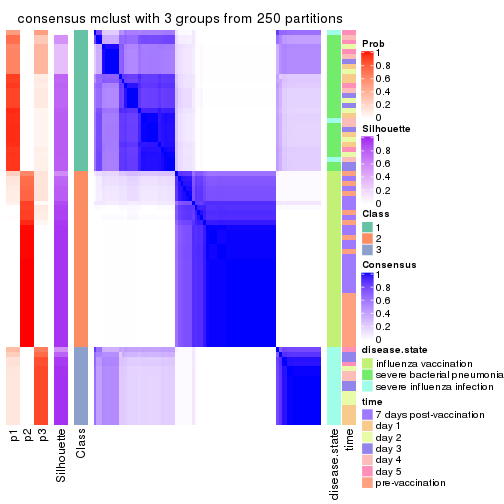 consensus mclust with 3 groups from 250 partitions
Prob
1
0.8
0.6
0.4
0.2
0
Silhouette
1
0.8
0.6
0.4
0.2
0
Class
1
2
3
Consensus
1
0.8
0.6
0.4
0.2
0
disease.state
influenza vaccination
severe bacterial pneumonia
severe influenza infection
time
7 days post-vaccination
day 1
day 2
day 3
day 4
day 5
pre-vaccination
p1
p2
p3
Silhouette
Class
disease.state
time